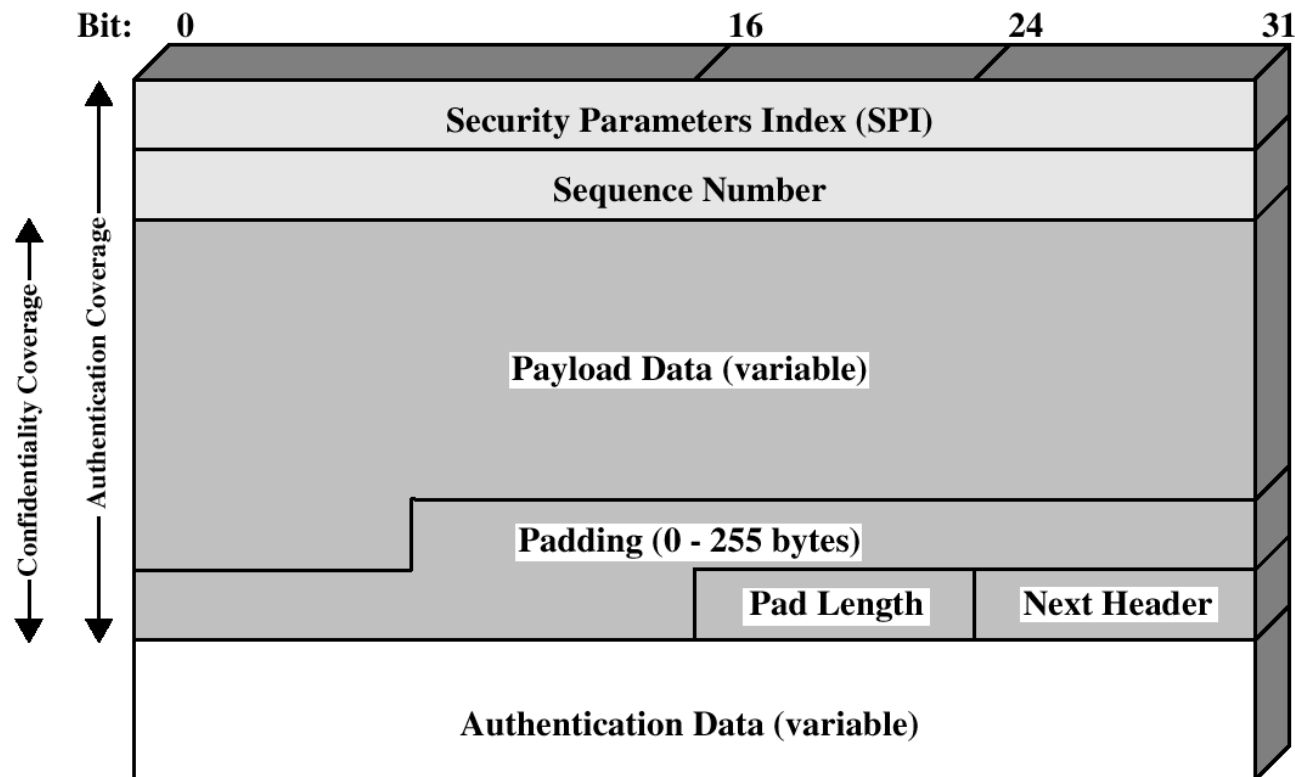 Bit: 0 16 24 31
Security Parameters Index (SPI)
Sequence Number
Confidentiality Coverage
Authentication Coverage
Payload Data (variable)
Padding (0 - 255 bytes)
Pad Length Next Header
Authentication Data (variable)